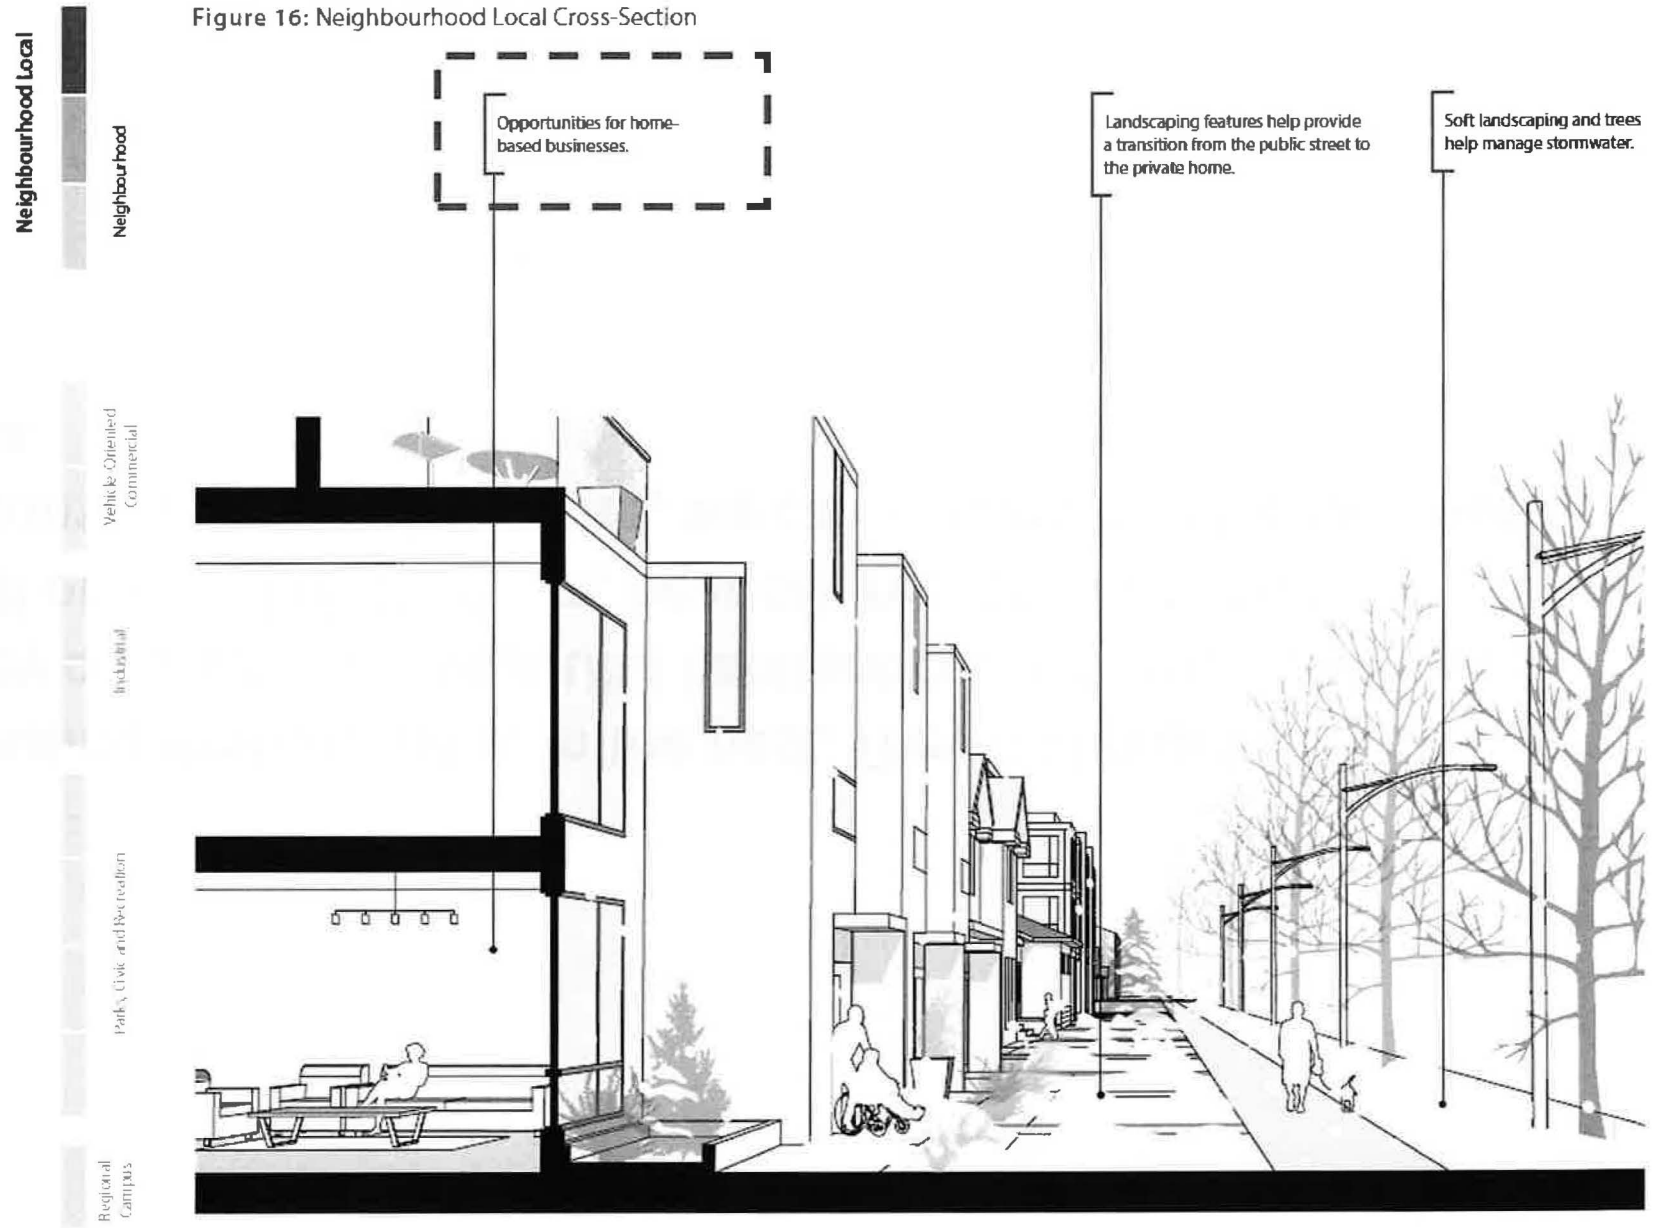 Figure 16: Neighbourhood Local Cross-Section
Neighbourhood Local
Neighbourhood
Opportunities for home-
based businesses.
Landscaping features help provide
a transition from the public street to
the private home.
Soft landscaping and trees
help manage stormwater.
Vehicle-Oriented
Commercial
Industrial
Parks, Civic and Recreation
Regional
Campus